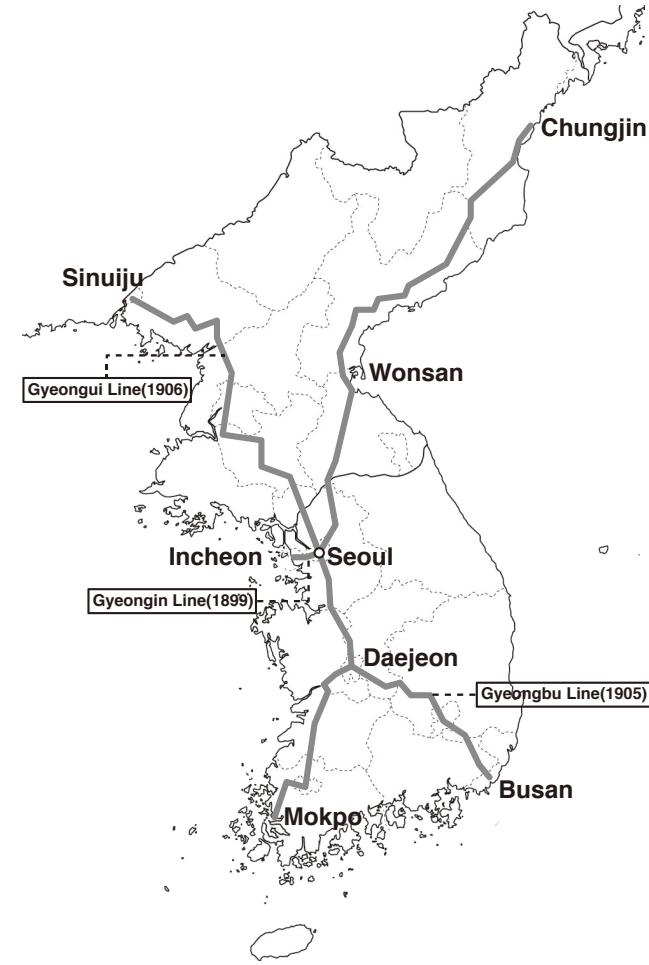 Chungjin
Sinuiju
Wonsan
Gyeongui Line(1906)
Incheon
Seoul
Gyeongin Line(1899)
Daejeon
Gyeongbu Line(1905)
Busan
Mokpo